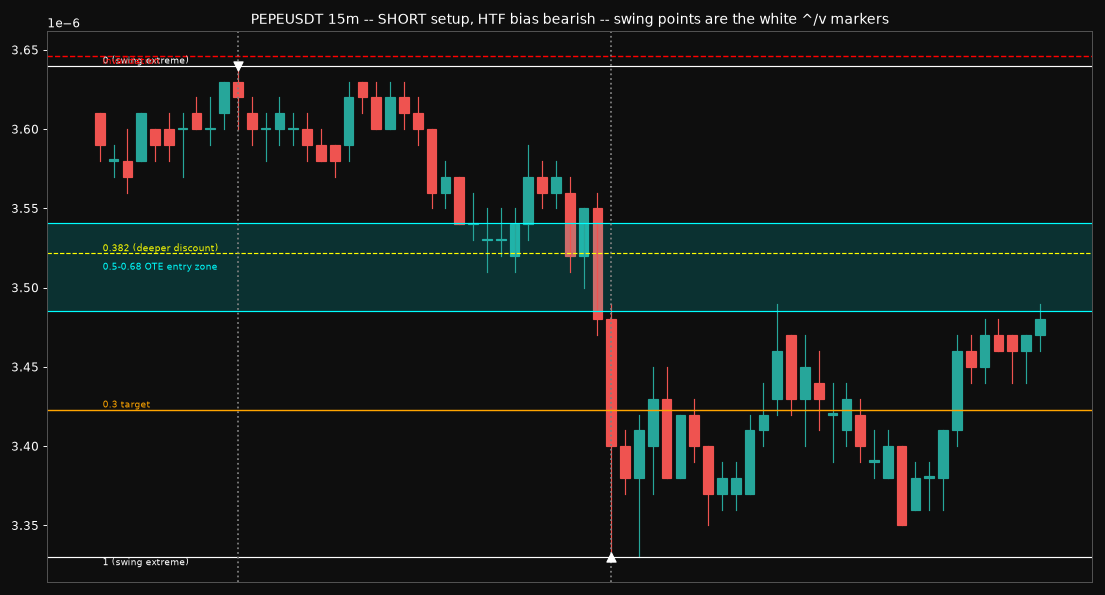 PEPEUSDT 15m -- SHORT setup, HTF bias bearish -- swing points are the white ^/v markers
1e−6
3.65
0 (swing extreme)
3.60
3.55
0.382 (deeper discount)
0.5-0.68 OTE entry zone
3.50
3.45
0.3 target
3.40
3.35
1 (swing extreme)